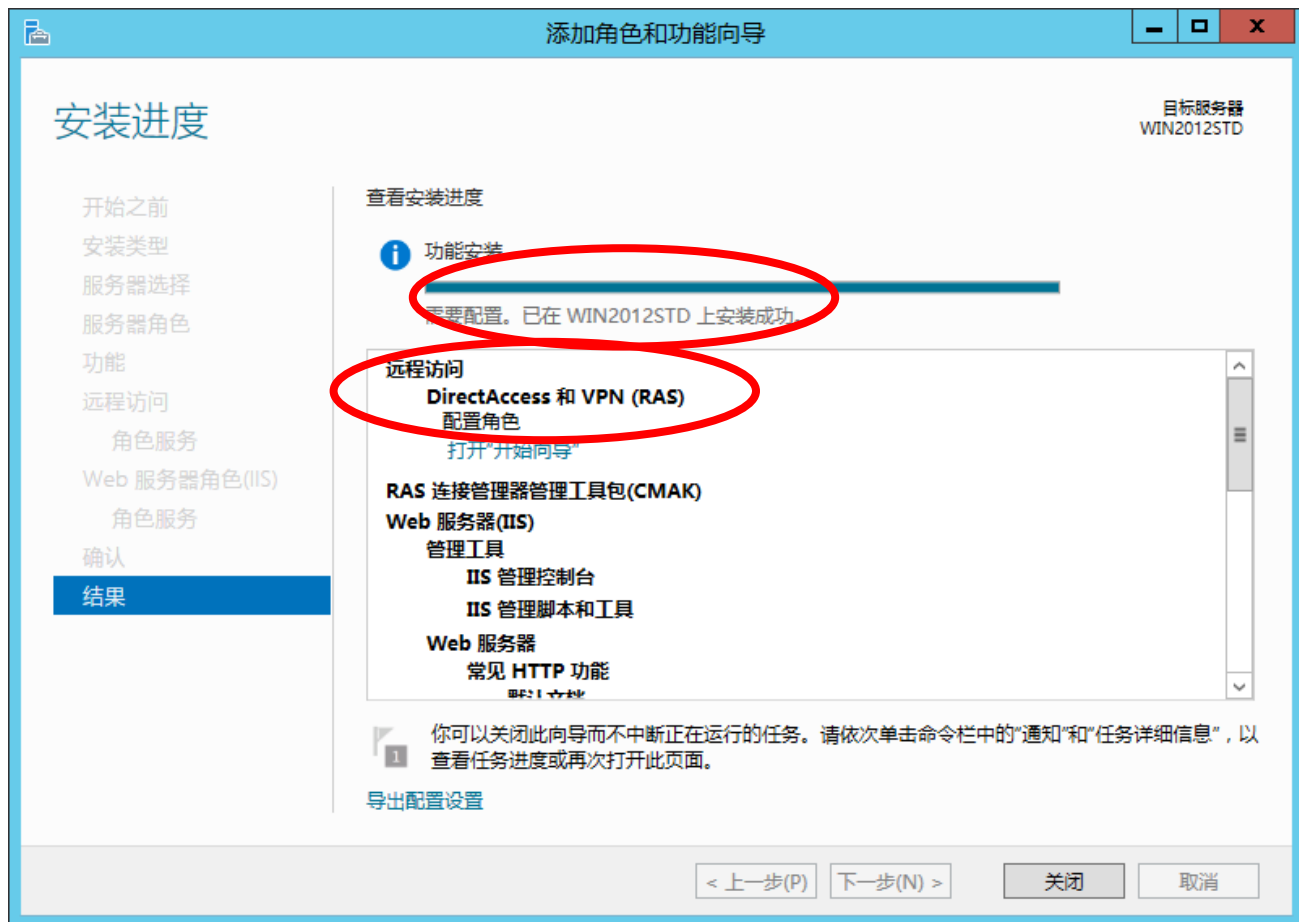 添加角色和功能向导
安装进度
目标服务器
WIN2012STD
开始之前
安装类型
服务器选择
服务器角色
功能
远程访问
角色服务
Web 服务器角色(IIS)
角色服务
确认
结果
查看安装进度
功能安装
需要配置。已在 WIN2012STD 上安装成功。
远程访问
DirectAccess 和 VPN (RAS)
配置角色
打开"开始向导"
RAS 连接管理器管理工具包(CMAK)
Web 服务器(IIS)
管理工具
IIS 管理控制台
IIS 管理脚本和工具
Web 服务器
常见 HTTP 功能
默认文档
1
你可以关闭此向导而不中断正在运行的任务。请依次单击命令栏中的"通知"和"任务详细信息"，以
查看任务进度或再次打开此页面。
导出配置设置
< 上一步(P)
下一步(N) >
关闭
取消